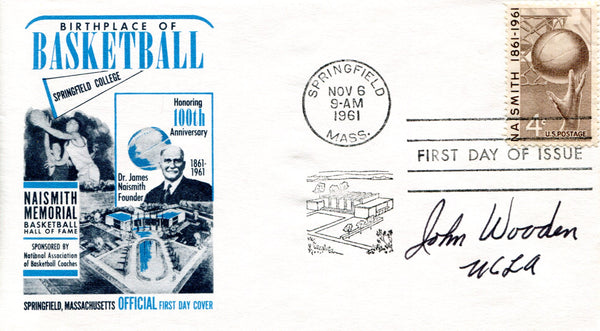 BIRTHPLACE OF
BASKETBALL
SPRINGFIELD COLLEGE
Honoring
100th
Anniversary
1861-
1961
Dr. James
Naismith
Founder
NAISMITH
MEMORIAL
BASKETBALL
HALL OF FAME
SPONSORED BY
National Association
of Basketball Coaches
SPRINGFIELD, MASSACHUSETTS OFFICIAL FIRST DAY COVER
SPRINGFIELD
NOV 6
9-AM
1961
MASS.
NAISMITH 1861-1961
4¢
U.S. POSTAGE
FIRST DAY OF ISSUE
John Wooden
UCLA